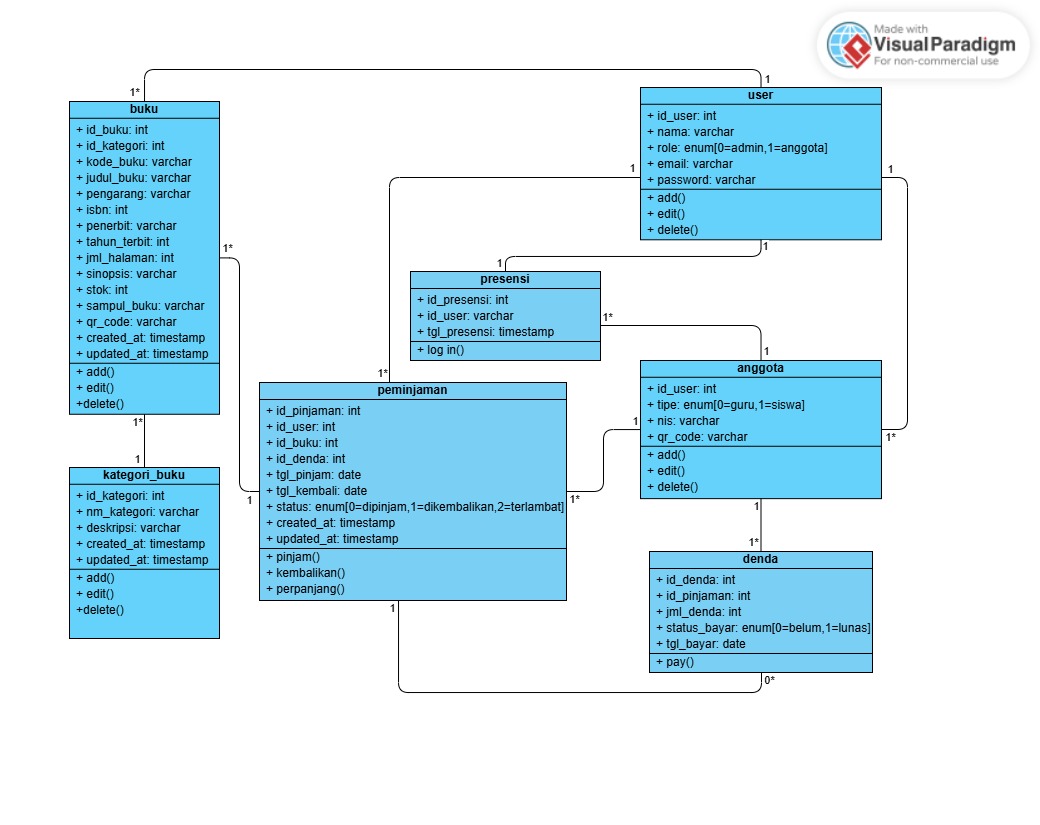 Made with
Visual Paradigm
For non-commercial use
1*
1
buku
+ id_buku: int
+ id_kategori: int
+ kode_buku: varchar
+ judul_buku: varchar
+ pengarang: varchar
+ isbn: int
+ penerbit: varchar
+ tahun_terbit: int
+ jml_halaman: int
+ sinopsis: varchar
+ stok: int
+ sampul_buku: varchar
+ qr_code: varchar
+ created_at: timestamp
+ updated_at: timestamp
+ add()
+ edit()
+delete()
1*
1*
1
kategori_buku
+ id_kategori: int
+ nm_kategori: varchar
+ deskripsi: varchar
+ created_at: timestamp
+ updated_at: timestamp
+ add()
+ edit()
+delete()
user
+ id_user: int
+ nama: varchar
+ role: enum[0=admin,1=anggota]
+ email: varchar
+ password: varchar
+ add()
+ edit()
+ delete()
1
1
1
1
presensi
+ id_presensi: int
+ id_user: varchar
+ tgl_presensi: timestamp
+ log in()
1*
1
1*
peminjaman
+ id_pinjaman: int
+ id_user: int
+ id_buku: int
+ id_denda: int
+ tgl_pinjam: date
+ tgl_kembali: date
+ status: enum[0=dipinjam,1=dikembalikan,2=terlambat]
+ created_at: timestamp
+ updated_at: timestamp
+ pinjam()
+ kembalikan()
+ perpanjang()
1
1*
1
anggota
+ id_user: int
+ tipe: enum[0=guru,1=siswa]
+ nis: varchar
+ qr_code: varchar
+ add()
+ edit()
+ delete()
1
1*
1
1*
denda
+ id_denda: int
+ id_pinjaman: int
+ jml_denda: int
+ status_bayar: enum[0=belum,1=lunas]
+ tgl_bayar: date
+ pay()
0*